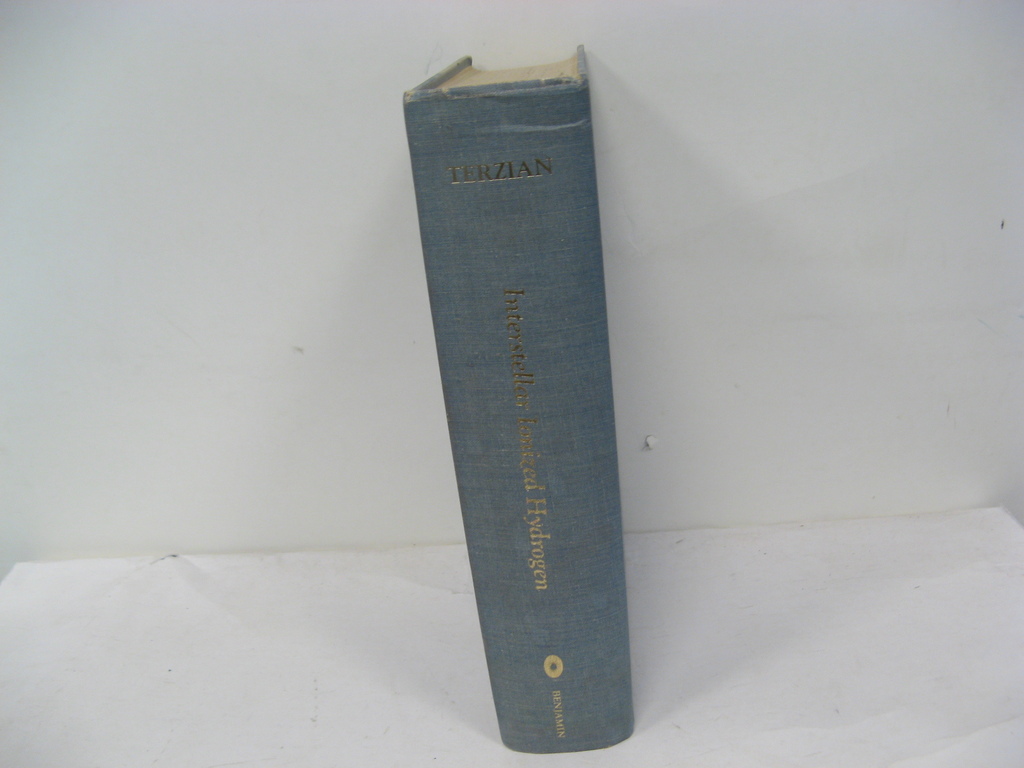 TERZIAN
Interstellar Ionized Hydrogen
BENJAMIN